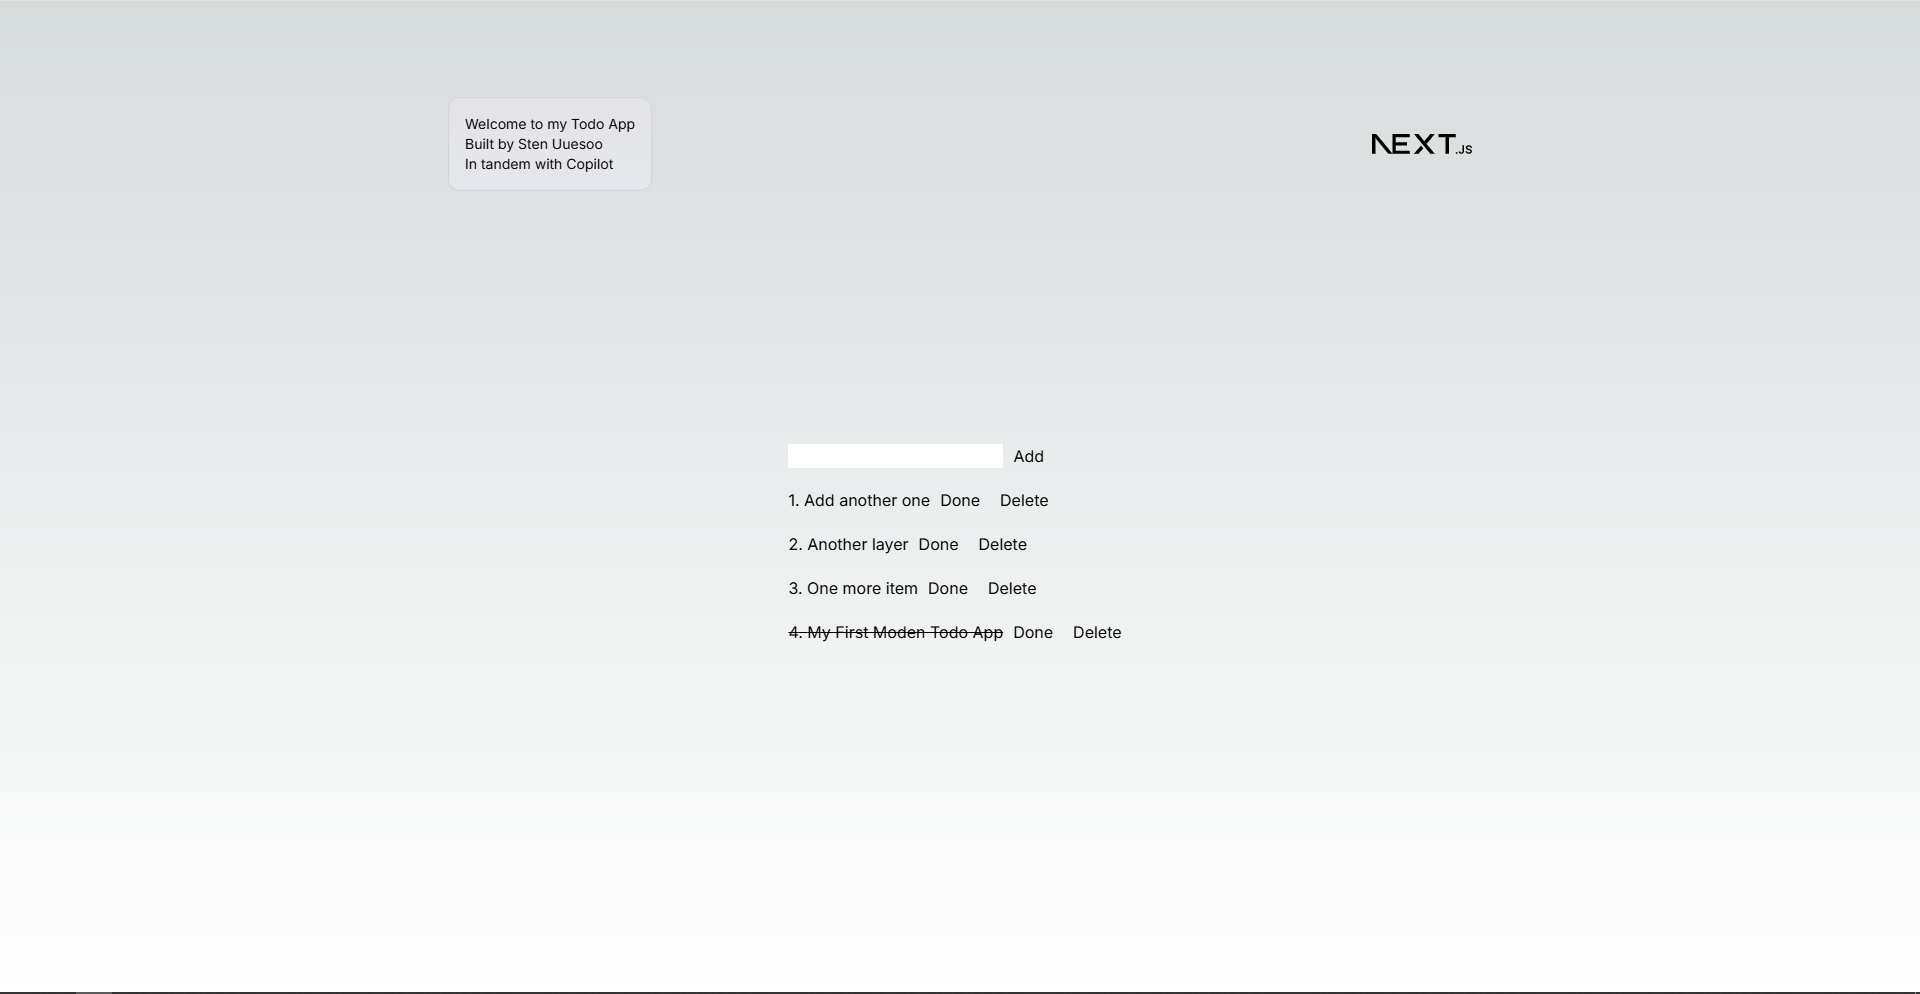 Welcome to my Todo App
Built by Sten Uuesoo
In tandem with Copilot
NEXT.JS
Add
1. Add another one Done Delete
2. Another layer Done Delete
3. One more item Done Delete
4. My First Moden Todo App Done Delete